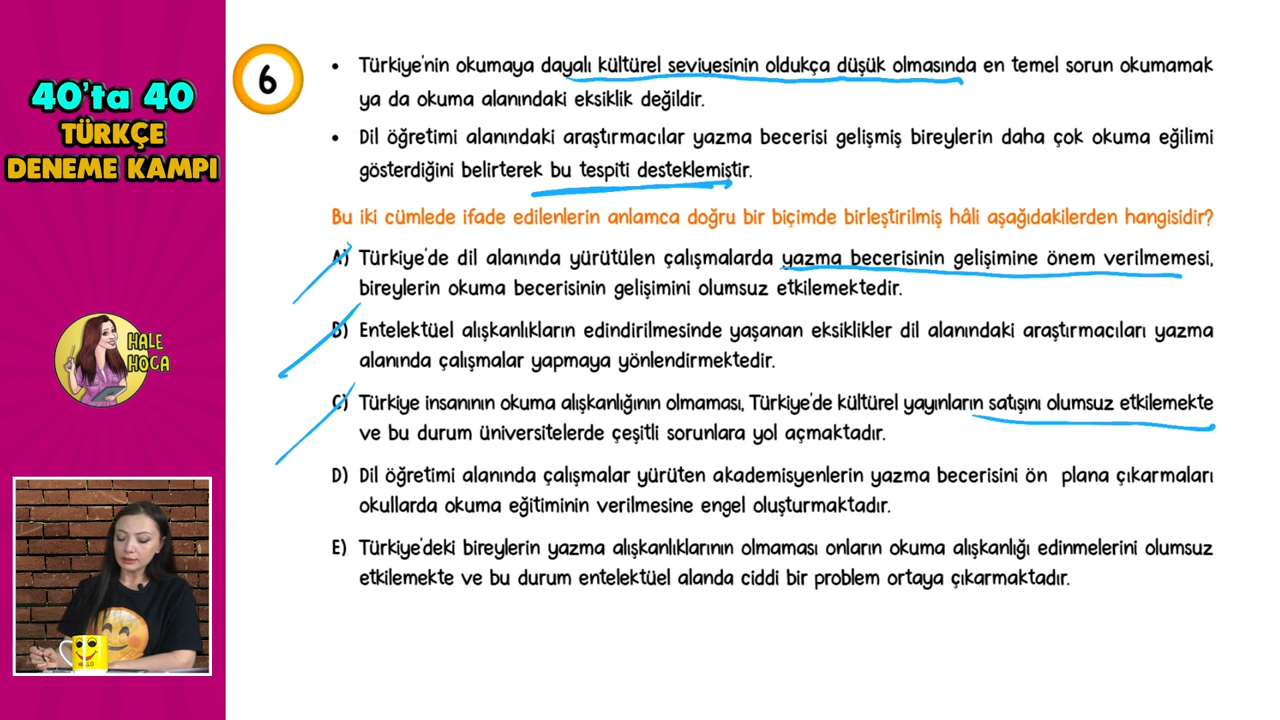 40'ta 40
TÜRKÇE
DENEME KAMPI
HALE
HOCA
HELLO
6
• Türkiye'nin okumaya dayalı kültürel seviyesinin oldukça düşük olmasında en temel sorun okumamak
ya da okuma alanındaki eksiklik değildir.
• Dil öğretimi alanındaki araştırmacılar yazma becerisi gelişmiş bireylerin daha çok okuma eğilimi
gösterdiğini belirterek bu tespiti desteklemiştir.
Bu iki cümlede ifade edilenlerin anlamca doğru bir biçimde birleştirilmiş hâli aşağıdakilerden hangisidir?
A) Türkiye'de dil alanında yürütülen çalışmalarda yazma becerisinin gelişimine önem verilmemesi,
bireylerin okuma becerisinin gelişimini olumsuz etkilemektedir.
B) Entelektüel alışkanlıkların edindirilmesinde yaşanan eksiklikler dil alanındaki araştırmacıları yazma
alanında çalışmalar yapmaya yönlendirmektedir.
C) Türkiye insanının okuma alışkanlığının olmaması, Türkiye'de kültürel yayınların satışını olumsuz etkilemekte
ve bu durum üniversitelerde çeşitli sorunlara yol açmaktadır.
D) Dil öğretimi alanında çalışmalar yürüten akademisyenlerin yazma becerisini ön plana çıkarmaları
okullarda okuma eğitiminin verilmesine engel oluşturmaktadır.
E) Türkiye'deki bireylerin yazma alışkanlıklarının olmaması onların okuma alışkanlığı edinmelerini olumsuz
etkilemekte ve bu durum entelektüel alanda ciddi bir problem ortaya çıkarmaktadır.